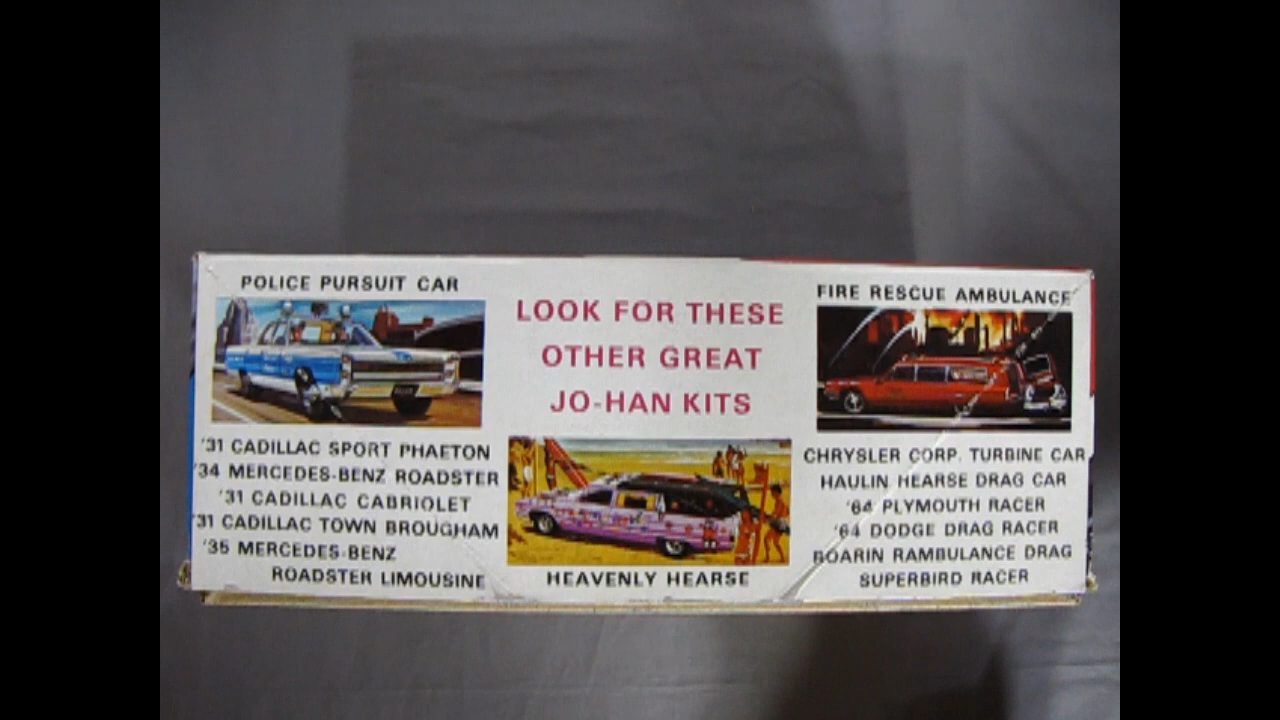 POLICE PURSUIT CAR
'31 CADILLAC SPORT PHAETON
'34 MERCEDES-BENZ ROADSTER
'31 CADILLAC CABRIOLET
'31 CADILLAC TOWN BROUGHAM
'35 MERCEDES-BENZ
ROADSTER LIMOUSINE
LOOK FOR THESE
OTHER GREAT
JO-HAN KITS
HEAVENLY HEARSE
FIRE RESCUE AMBULANCE
CHRYSLER CORP. TURBINE CAR
HAULIN HEARSE DRAG CAR
'64 PLYMOUTH RACER
'64 DODGE DRAG RACER
ROARIN RAMBULANCE DRAG
SUPERBIRD RACER